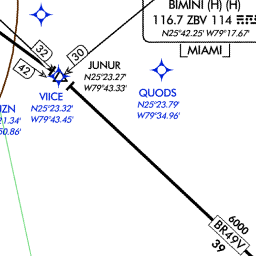 BIMINI (H) (H)
116.7 ZBV 114
N25°42.25' W79°17.67'
MIAMI
32
30
42
JUNUR
N25°23.27'
W79°43.33'
VIICE
N25°23.32'
W79°43.45'
QUODS
N25°23.79'
W79°34.96'
ZN
1.34'
60.86'
6000
BR49V
39